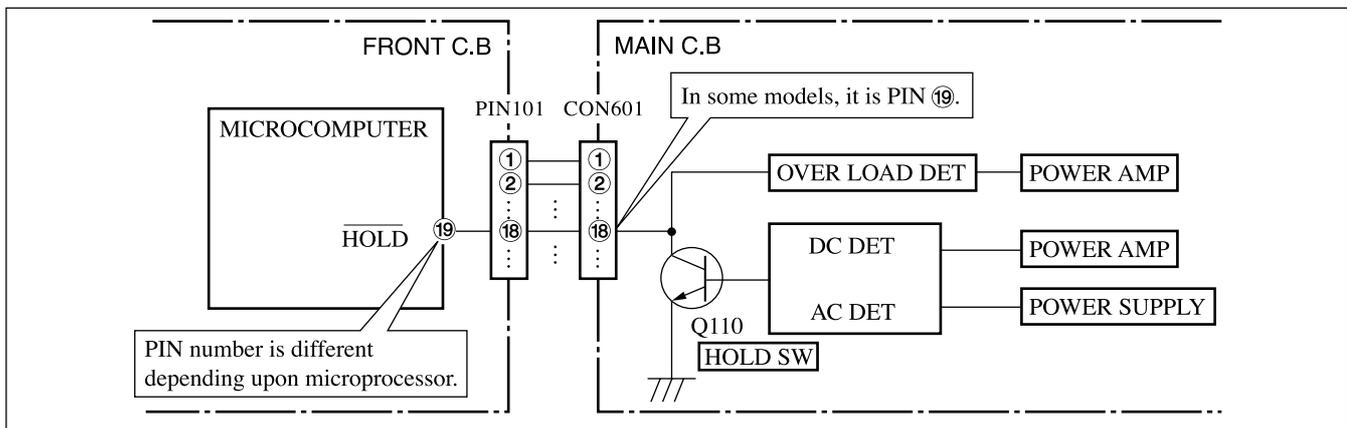 FRONT C.B
MAIN C.B
In some models, it is PIN ⑲.
PIN101
CON601
MICROCOMPUTER
①
①
②
②
⋮
⋮
⋮
HOLD
⑲
⑱
⑱
⋮
⋮
⋮
OVER LOAD DET
POWER AMP
DC DET
POWER AMP
AC DET
POWER SUPPLY
Q110
HOLD SW
PIN number is different
depending upon microprocessor.